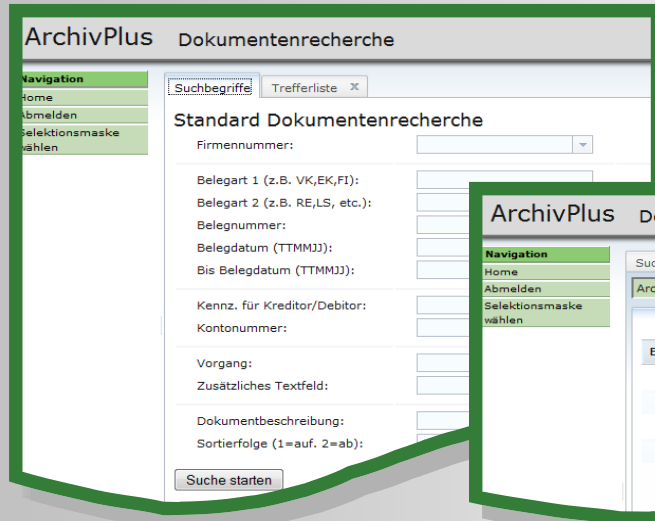 ArchivPlus Dokumentenrecherche
Navigation
Home
Abmelden
Selektionsmaske
wählen
Suchbegriffe Trefferliste X
Standard Dokumentenrecherche
Firmennummer:
Belegart 1 (z.B. VK,EK,FI):
Belegart 2 (z.B. RE,LS, etc.):
Belegnummer:
Belegdatum (TTMMJJ):
Bis Belegdatum (TTMMJJ):
Kennz. für Kreditor/Debitor:
Kontonummer:
Vorgang:
Zusätzliches Textfeld:
Dokumentbeschreibung:
Sortierfolge (1=auf. 2=ab):
Suche starten
ArchivPlus
Navigation
Home
Abmelden
Selektionsmaske
wählen
Suc
Arc